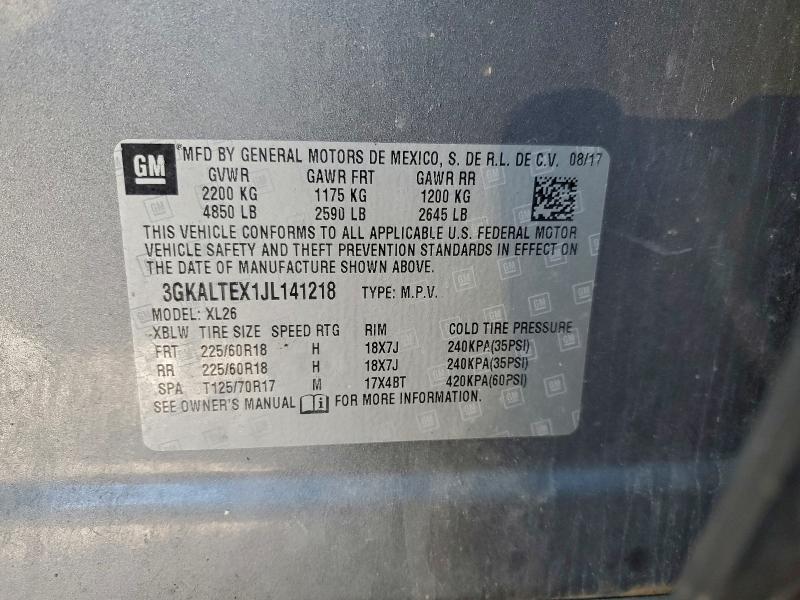 GM
®MFD BY GENERAL MOTORS DE MEXICO, S. DE R.L. DE C.V. 08/17
GVWR GAWR FRT GAWR RR
2200 KG 1175 KG 1200 KG
4850 LB 2590 LB 2645 LB
THIS VEHICLE CONFORMS TO ALL APPLICABLE U.S. FEDERAL MOTOR
VEHICLE SAFETY AND THEFT PREVENTION STANDARDS IN EFFECT ON
THE DATE OF MANUFACTURE SHOWN ABOVE.
3GKALTEX1JL141218 TYPE: M.P.V.
MODEL: XL26
XBLW TIRE SIZE SPEED RTG RIM COLD TIRE PRESSURE
FRT 225/60R18 H 18X7J 240KPA(35PSI)
RR 225/60R18 H 18X7J 240KPA(35PSI)
SPA T125/70R17 M 17X4BT 420KPA(60PSI)
SEE OWNER'S MANUAL i FOR MORE INFORMATION.